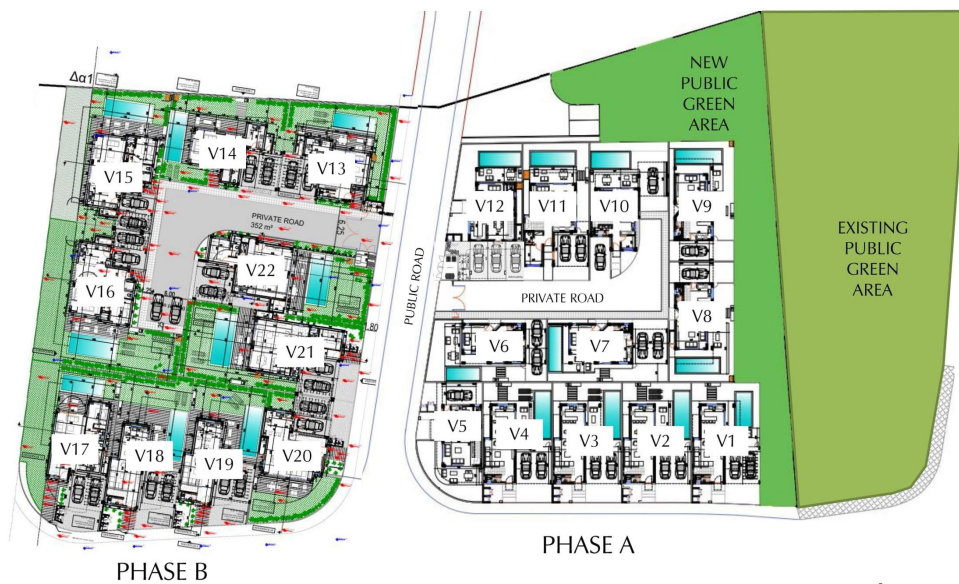 NEW
PUBLIC
GREEN
AREA
Δα1
V14
V13
V15
V12
V11
V10
V9
PRIVATE ROAD
352 m²
6.25
EXISTING
PUBLIC
GREEN
AREA
V22
PUBLIC ROAD
V16
PRIVATE ROAD
V8
V21
V6
V7
V5
V4
V3
V2
V1
V17
V18
V19
V20
PHASE A
PHASE B